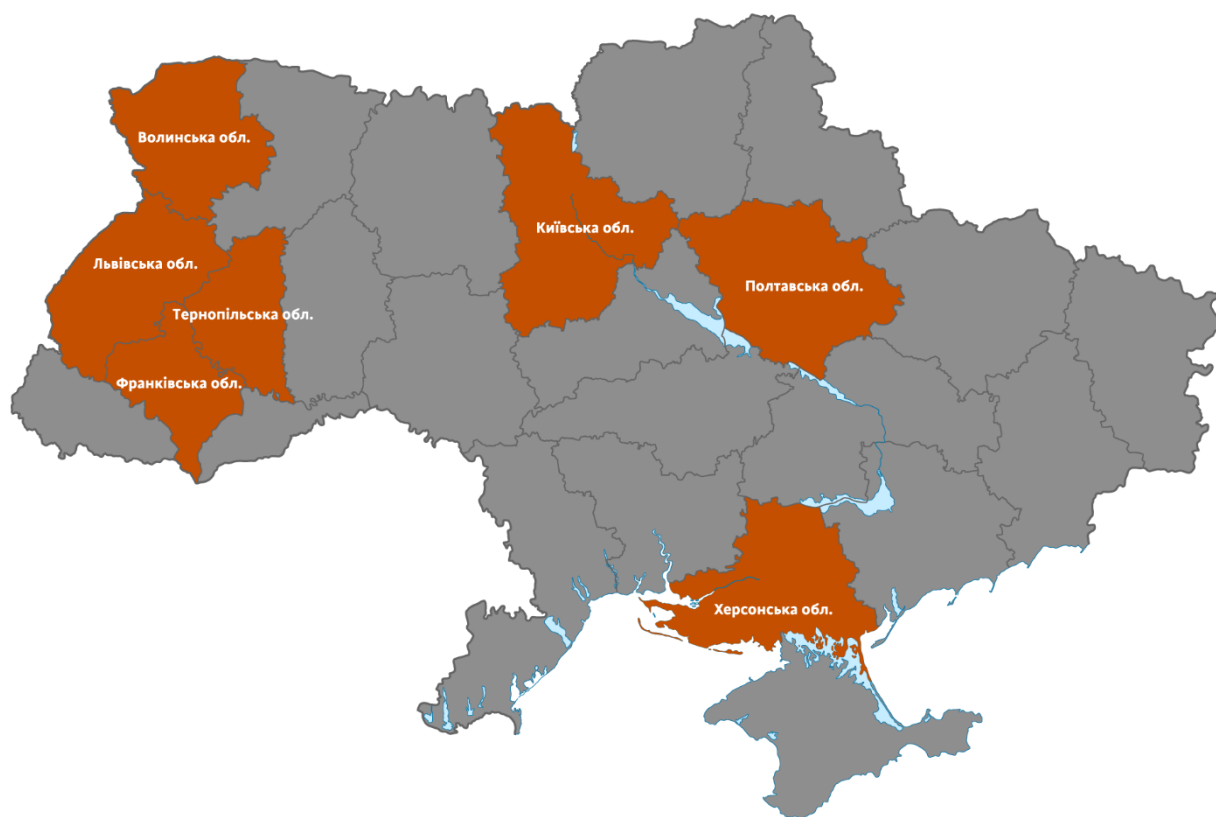 Волинська обл.
Київська обл.
Львівська обл.
Полтавська обл.
Тернопільська обл.
Франківська обл.
Херсонська обл.